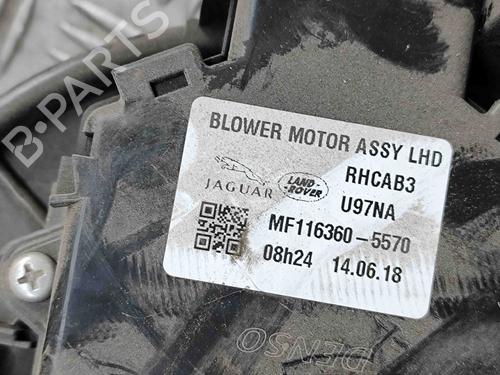 B-PARTS
BLOWER MOTOR ASSY LHD
JAGUAR
LAND-
ROVER
RHCAB3
U97NA
MF116360-5570
08h24 14.06.18
DENSO